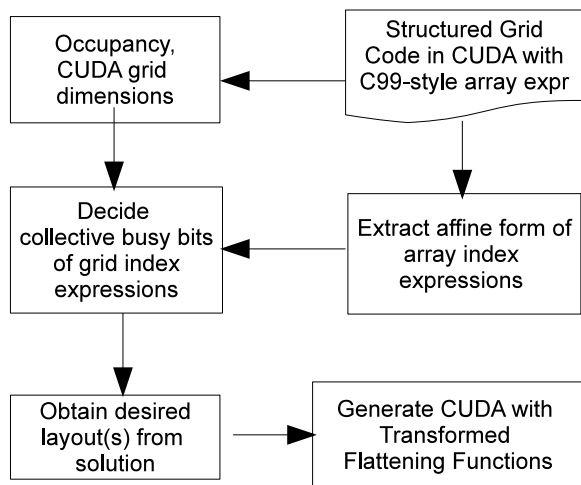 Occupancy,
CUDA grid
dimensions
Structured Grid
Code in CUDA with
C99-style array expr
Decide
collective busy bits
of grid index
expressions
Extract affine form of
array index
expressions
Obtain desired
layout(s) from
solution
Generate CUDA with
Transformed
Flattening Functions